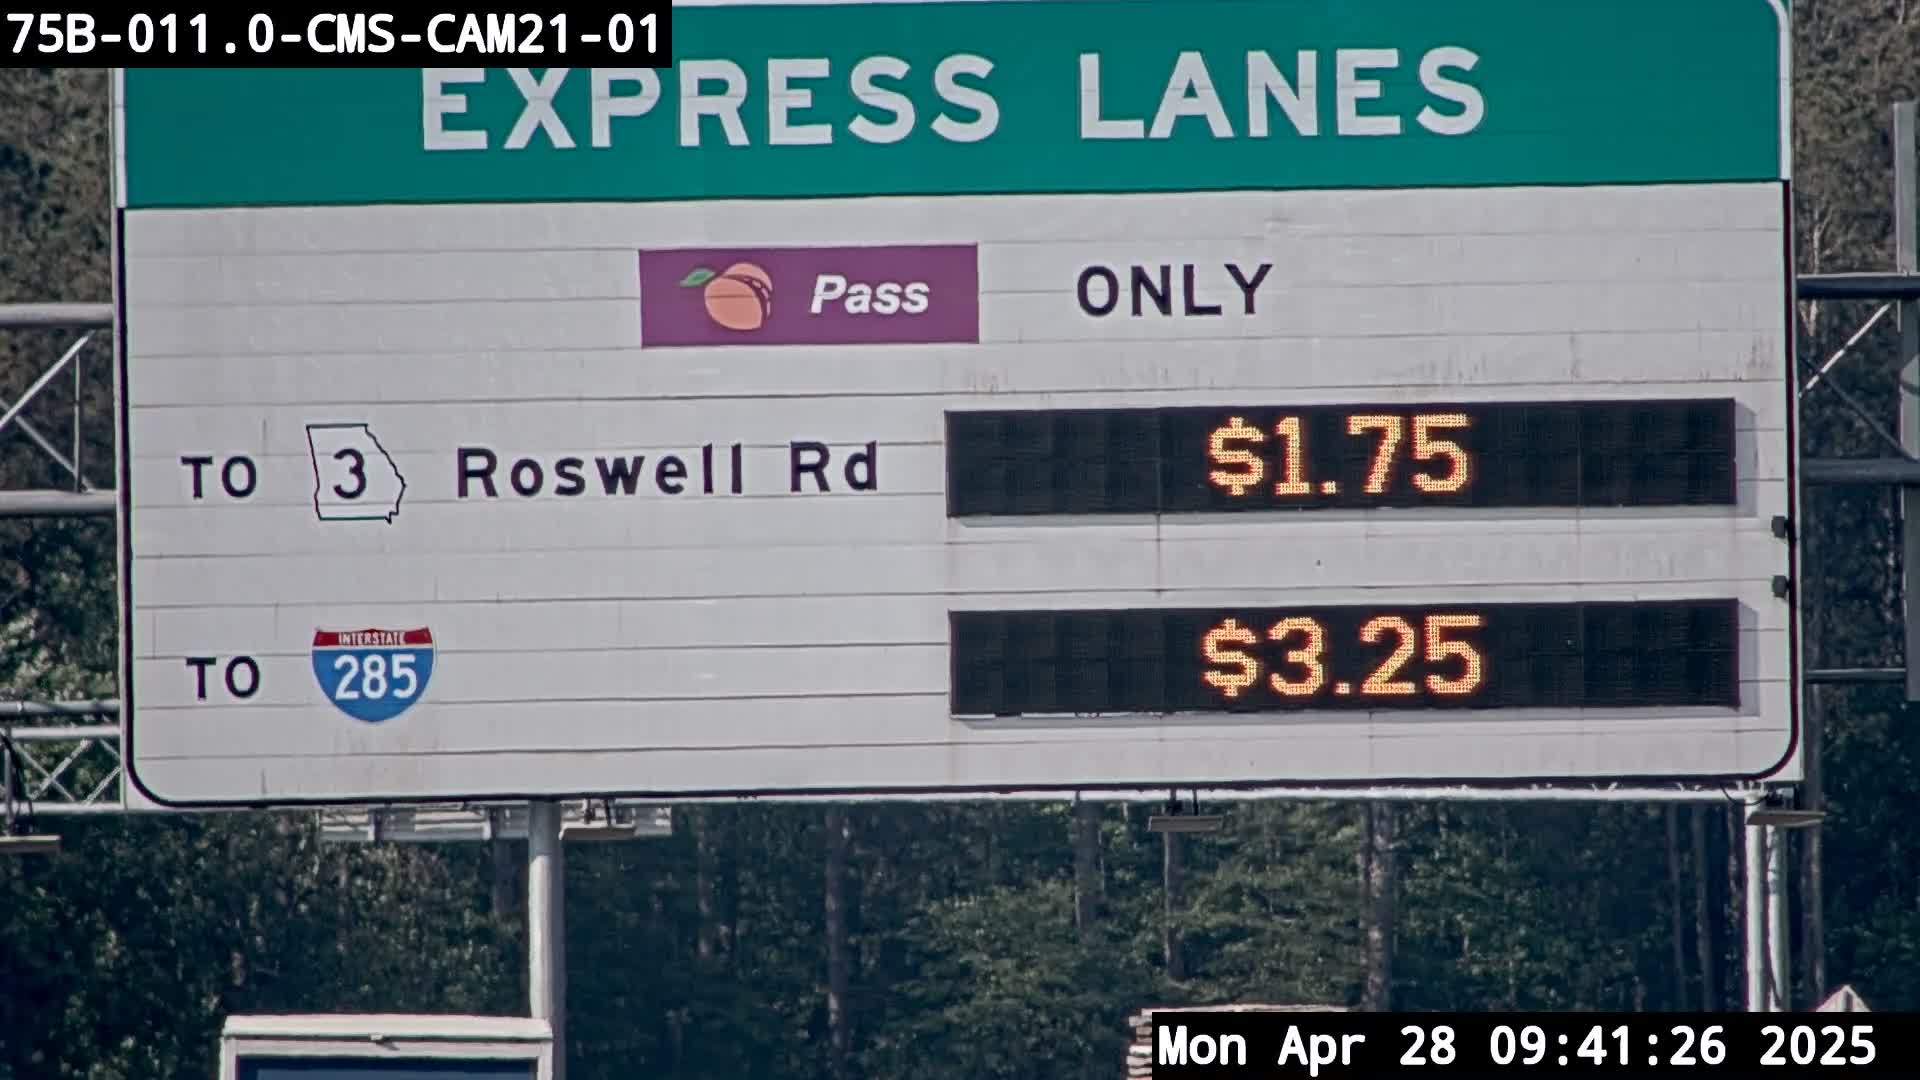 75B-011.0-CMS-CAM21-01
EXPRESS LANES
Pass ONLY
TO 3 Roswell Rd $1.75
TO INTERSTATE 285 $3.25
Mon Apr 28 09:41:26 2025